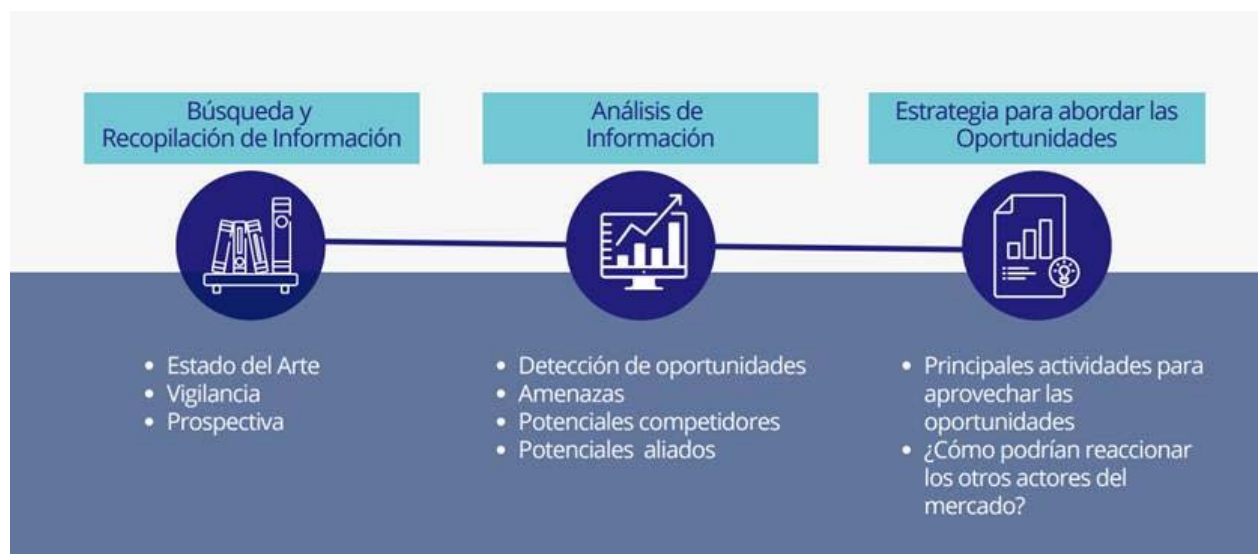 Búsqueda y
Recopilación de Información
Análisis de
Información
Estrategia para abordar las
Oportunidades
• Estado del Arte
• Vigilancia
• Prospectiva
• Detección de oportunidades
• Amenazas
• Potenciales competidores
• Potenciales aliados
• Principales actividades para
aprovechar las
oportunidades
• ¿Cómo podrían reaccionar
los otros actores del
mercado?